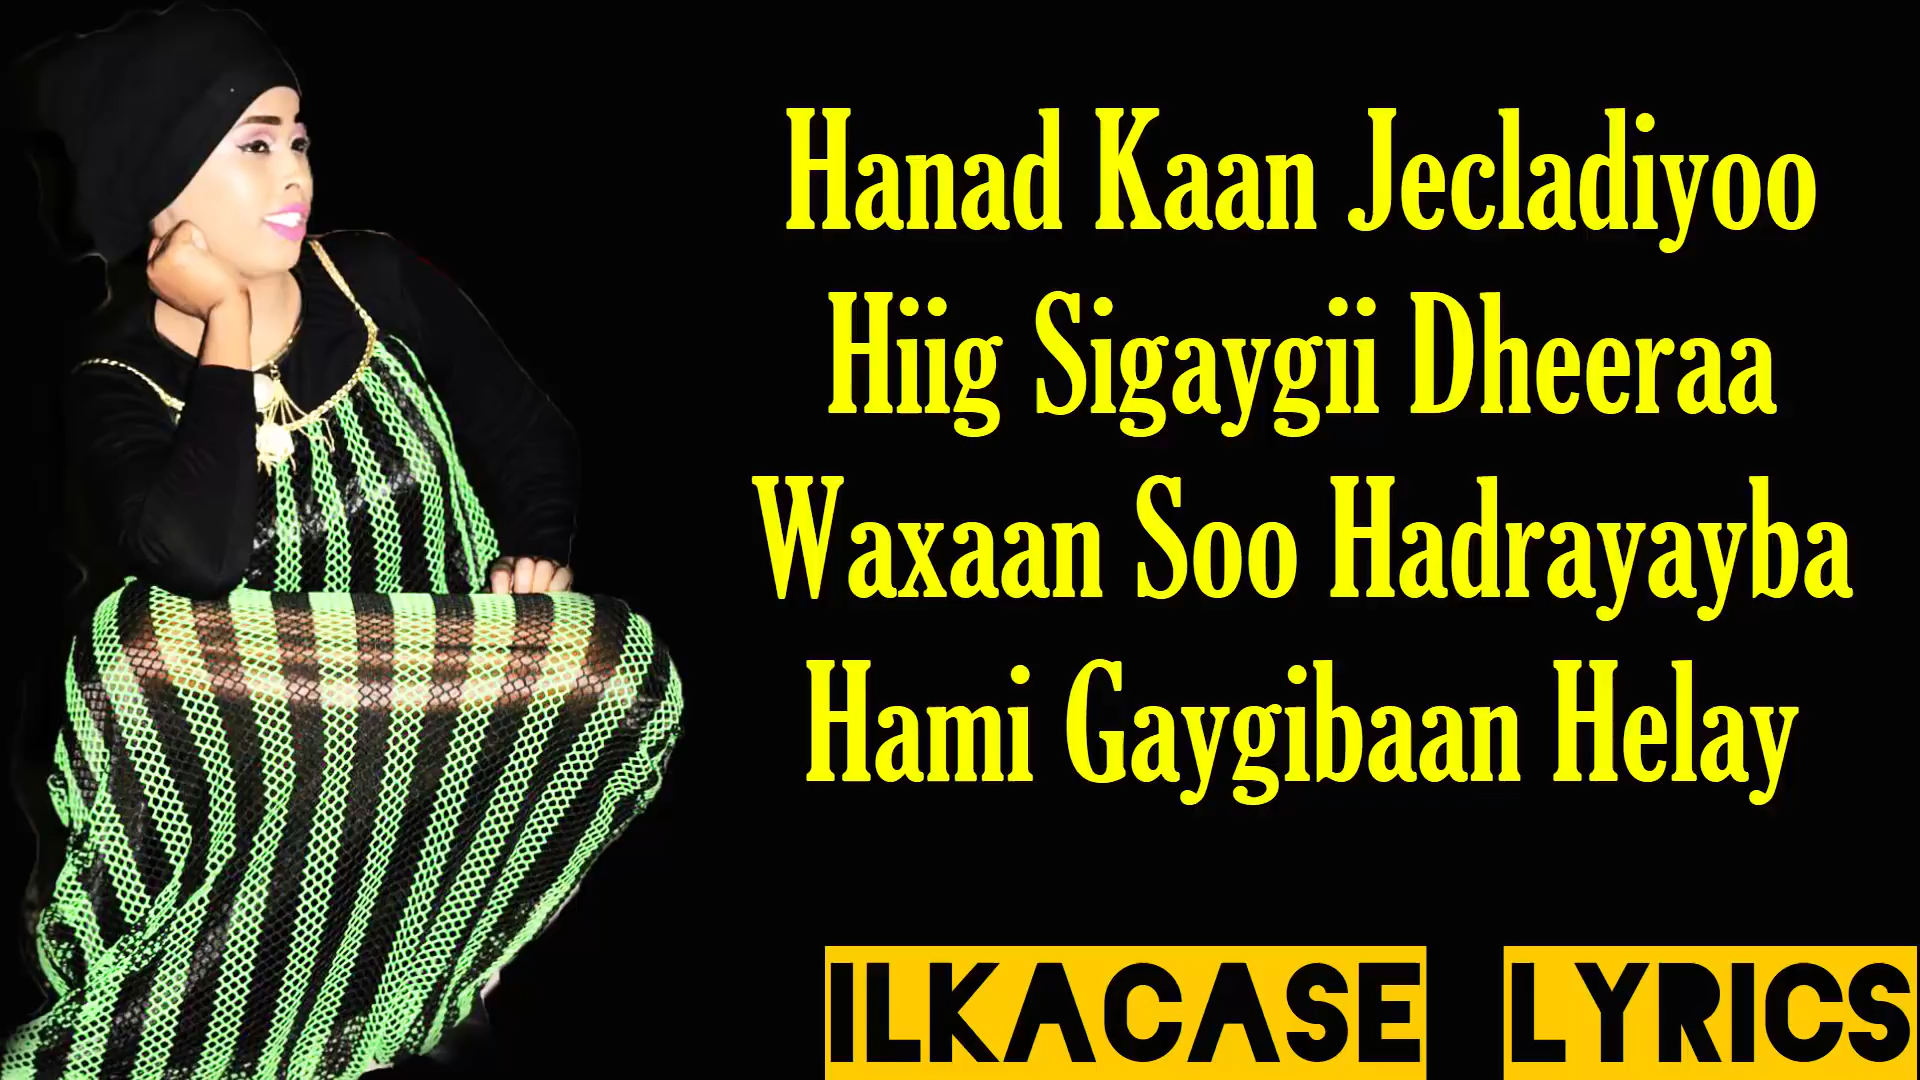 Hanad Kaan Jecladiyoo
Hiig Sigaygii Dheeraa
Waxaan Soo Hadrayayba
Hami Gaygibaan Helay
ILKACASE LYRICS